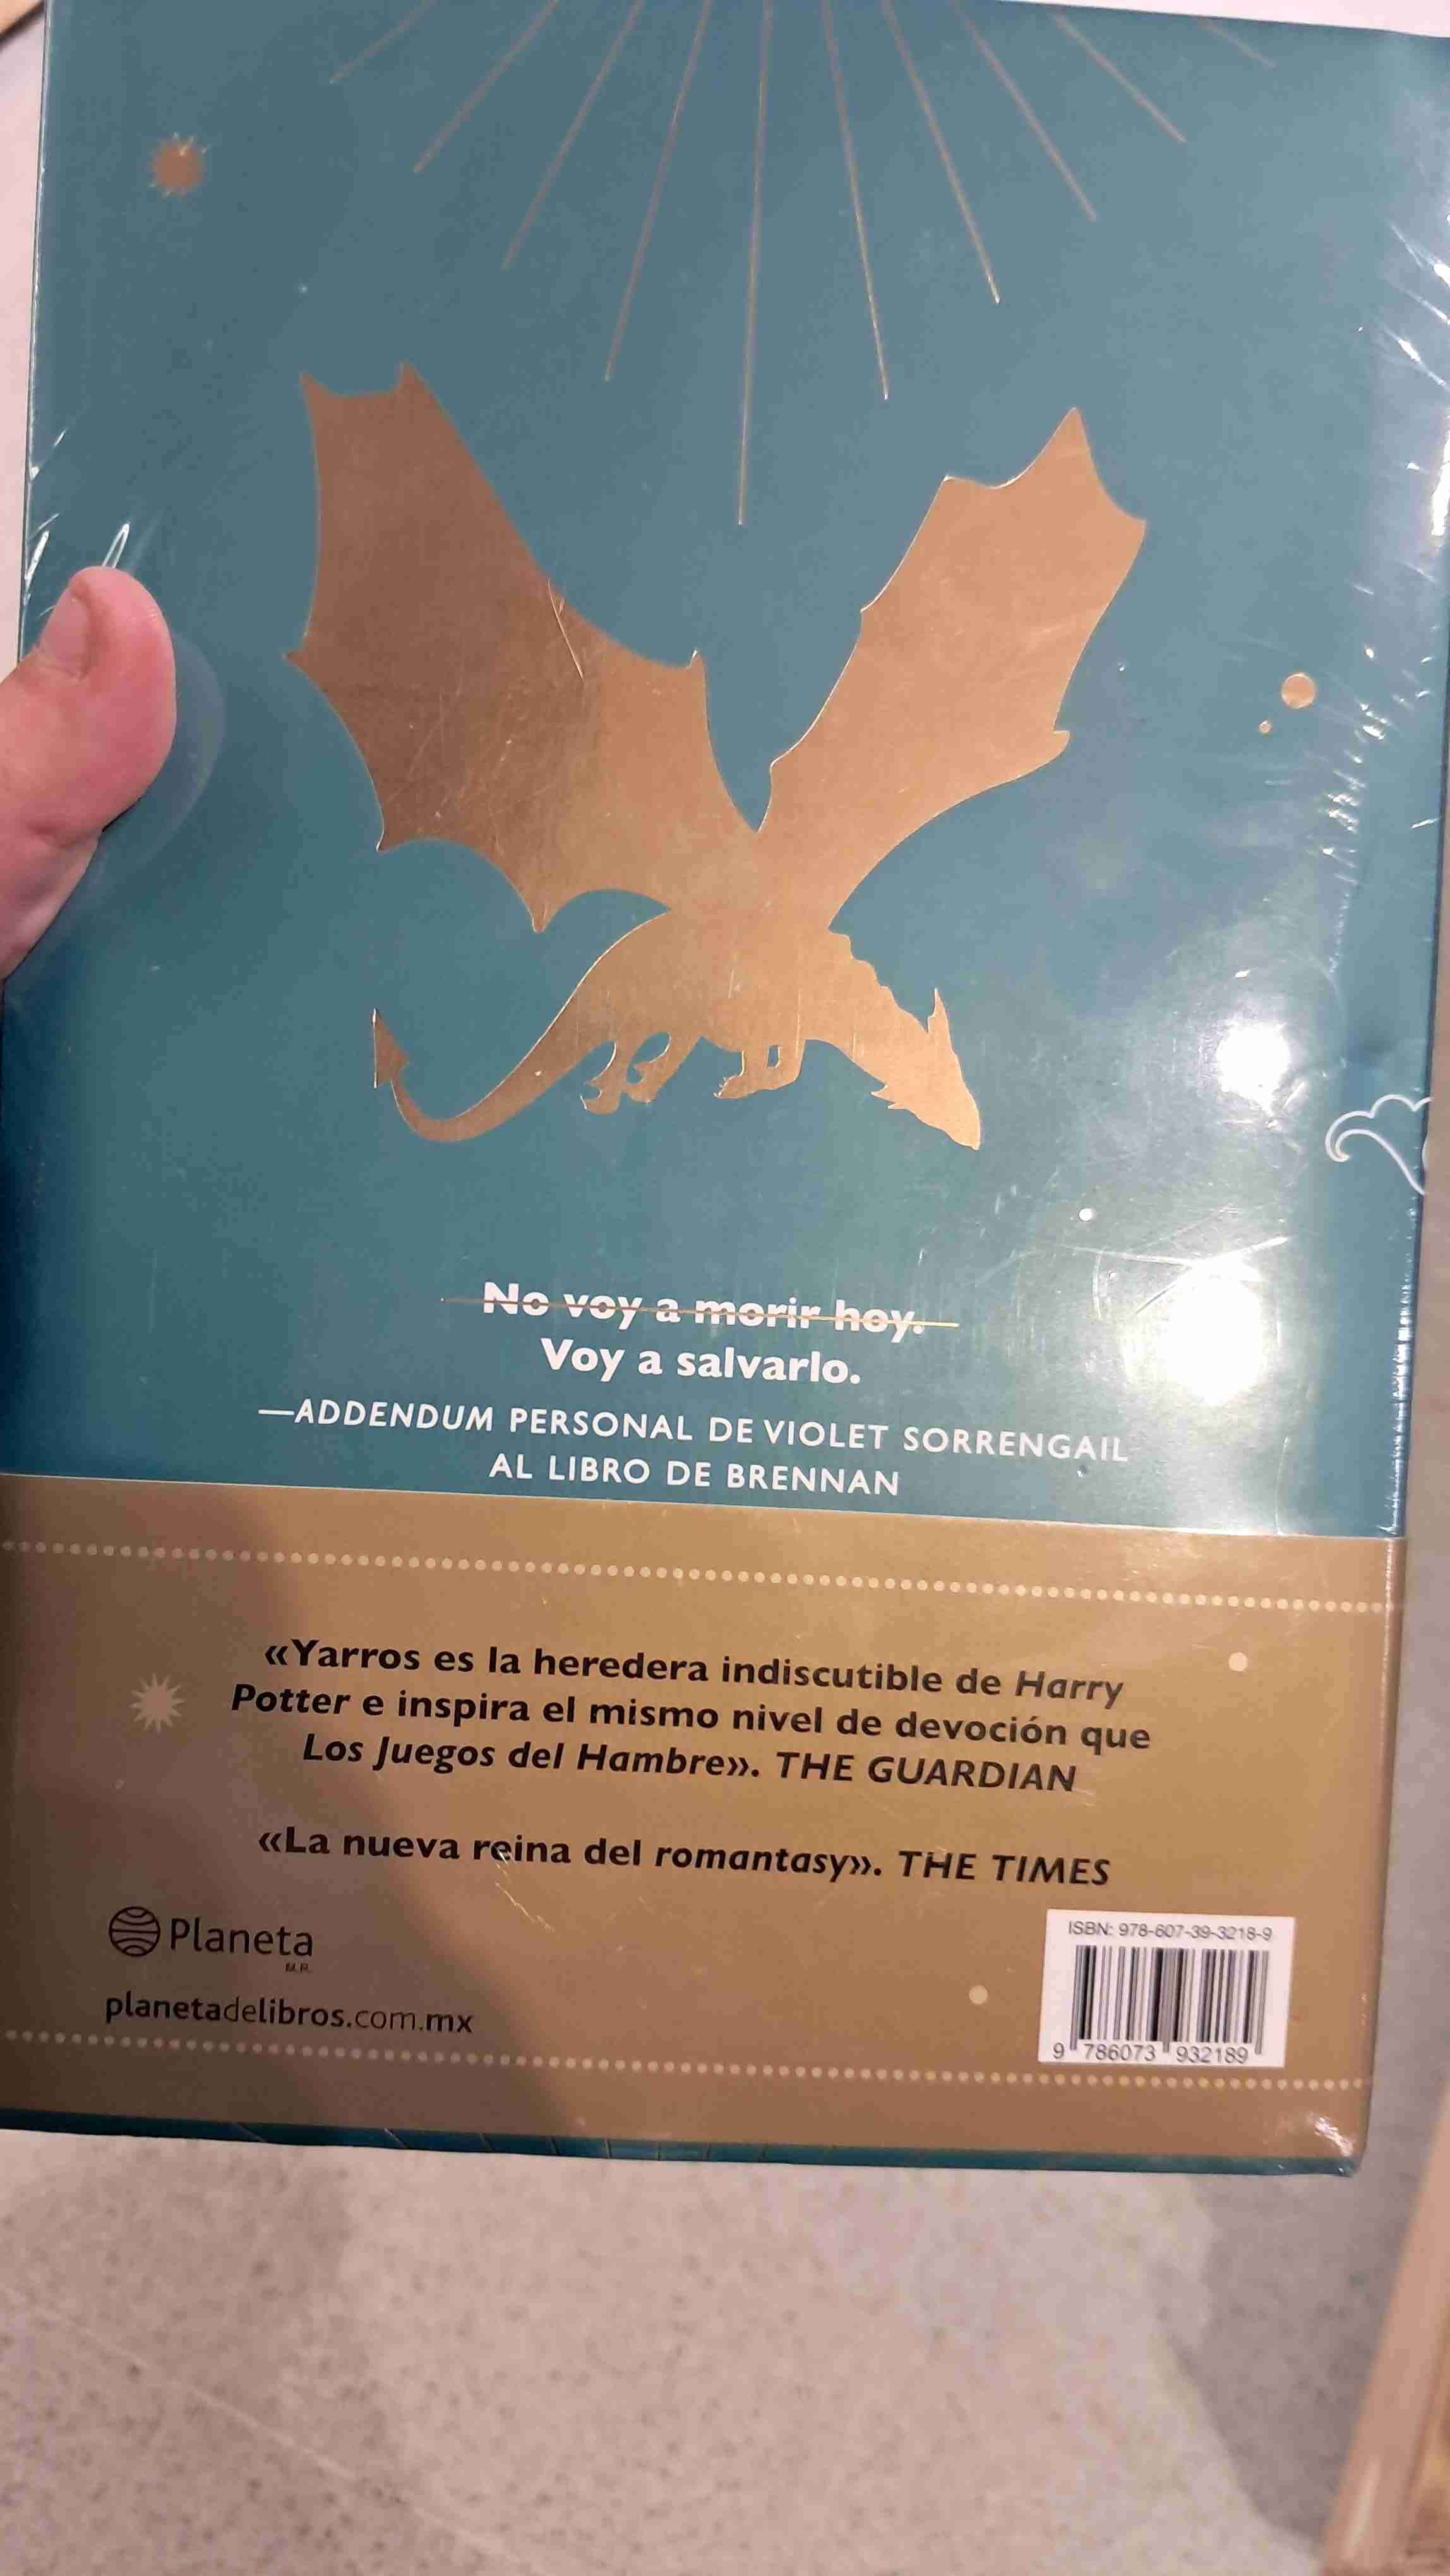 No voy a morir hoy.
Voy a salvarlo.
—ADDENDUM PERSONAL DE VIOLET SORRENGAIL
AL LIBRO DE BRENNAN
«Yarros es la heredera indiscutible de Harry
Potter e inspira el mismo nivel de devoción que
Los Juegos del Hambre». THE GUARDIAN
«La nueva reina del romantasy». THE TIMES
Planeta
M.R.
planetadelibros.com.mx
ISBN: 978-607-39-3218-9
9 786073 932189